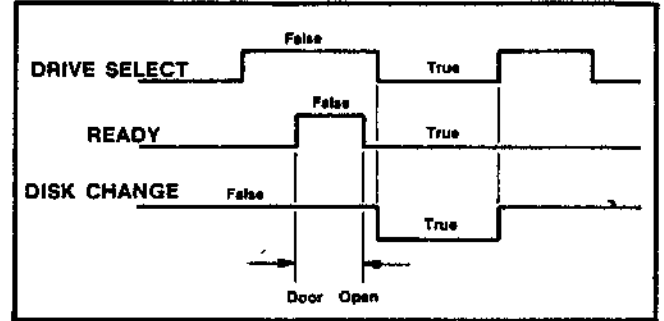 False
DRIVE SELECT
True
False
READY
True
DISK CHANGE
False
True
Door Open